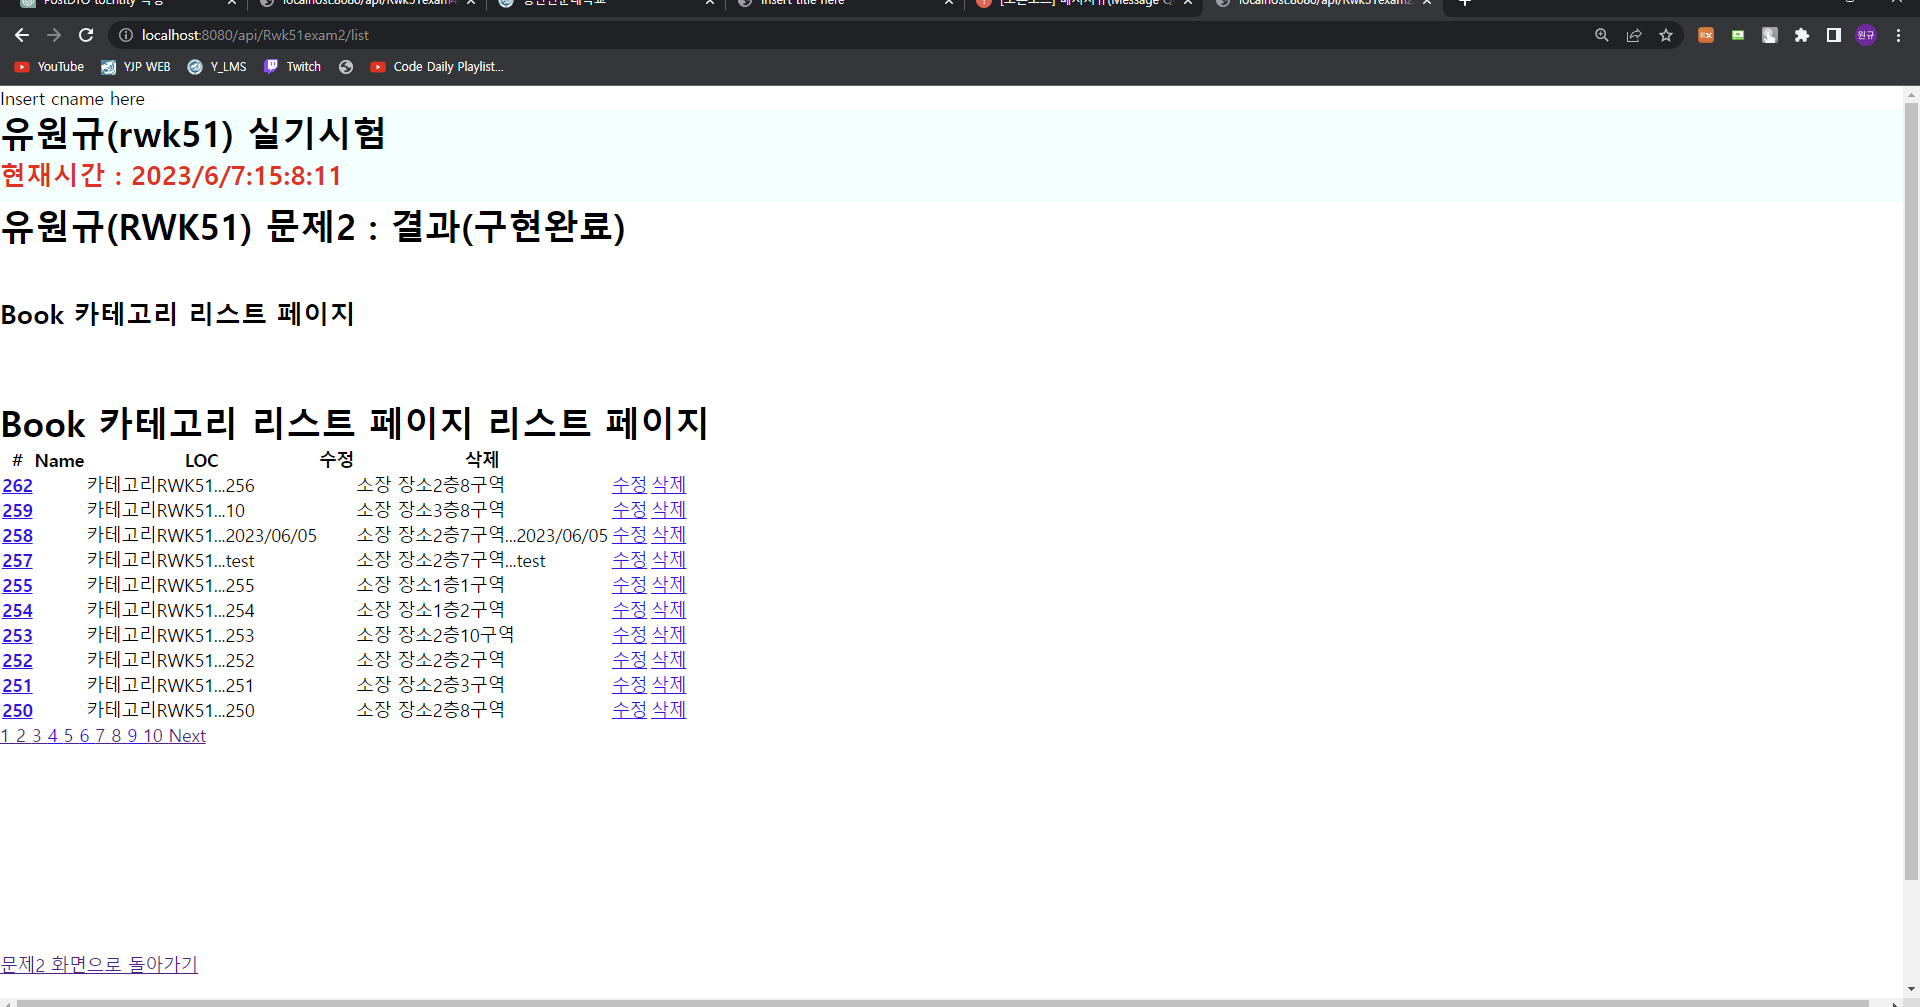 localhost:8080/api/Rwk51exam2/list
원규
YouTube YJP WEB Y_LMS Twitch Code Daily Playlist...
Insert cname here
유원규(rwk51) 실기시험
현재시간 : 2023/6/7:15:8:11
유원규(RWK51) 문제2 : 결과(구현완료)
Book 카테고리 리스트 페이지
Book 카테고리 리스트 페이지 리스트 페이지
# Name LOC 수정 삭제
262 카테고리RWK51...256 소장 장소2층8구역 수정 삭제
259 카테고리RWK51...10 소장 장소3층8구역 수정 삭제
258 카테고리RWK51...2023/06/05 소장 장소2층7구역...2023/06/05 수정 삭제
257 카테고리RWK51...test 소장 장소2층7구역...test 수정 삭제
255 카테고리RWK51...255 소장 장소1층1구역 수정 삭제
254 카테고리RWK51...254 소장 장소1층2구역 수정 삭제
253 카테고리RWK51...253 소장 장소2층10구역 수정 삭제
252 카테고리RWK51...252 소장 장소2층2구역 수정 삭제
251 카테고리RWK51...251 소장 장소2층3구역 수정 삭제
250 카테고리RWK51...250 소장 장소2층8구역 수정 삭제
1 2 3 4 5 6 7 8 9 10 Next
문제2 화면으로 돌아가기